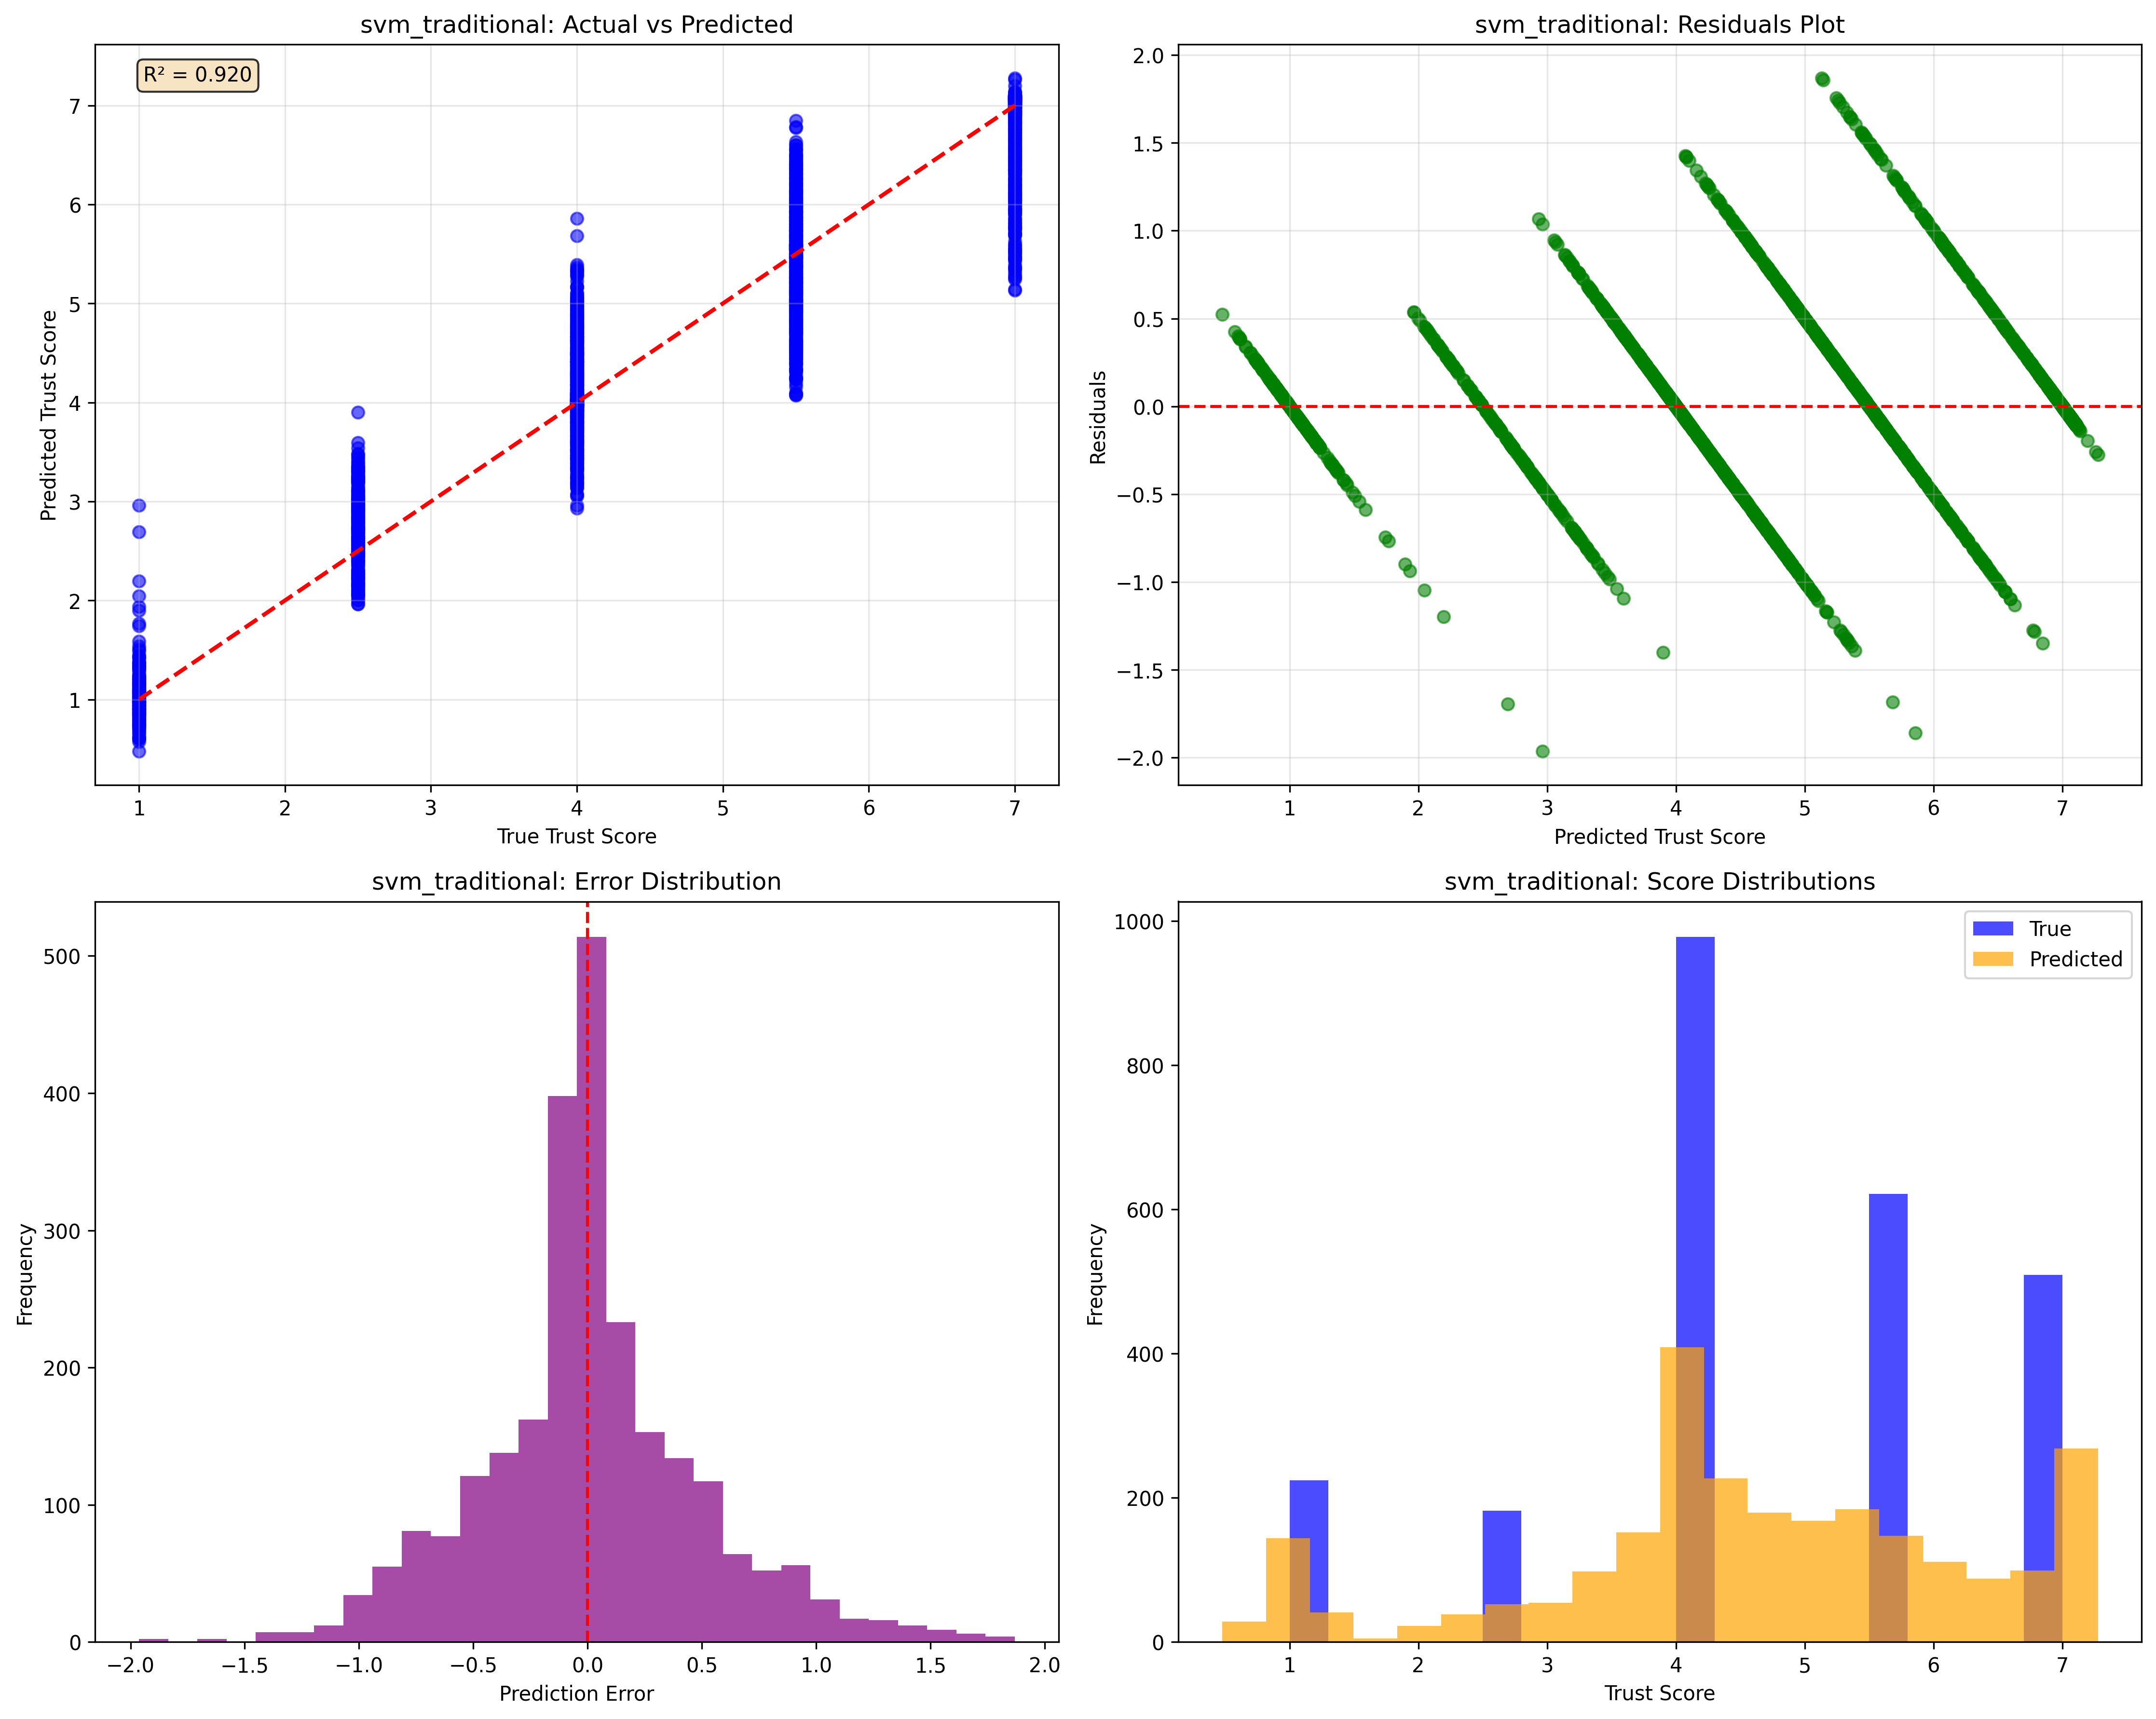 svm_traditional: Actual vs Predicted
R² = 0.920
7
6
5
4
3
2
1
Predicted Trust Score
1 2 3 4 5 6 7
True Trust Score
svm_traditional: Residuals Plot
2.0
1.5
1.0
0.5
0.0
−0.5
−1.0
−1.5
−2.0
Residuals
1 2 3 4 5 6 7
Predicted Trust Score
svm_traditional: Error Distribution
500
400
300
200
100
0
Frequency
−2.0 −1.5 −1.0 −0.5 0.0 0.5 1.0 1.5 2.0
Prediction Error
svm_traditional: Score Distributions
True
Predicted
1000
800
600
400
200
0
Frequency
1 2 3 4 5 6 7
Trust Score